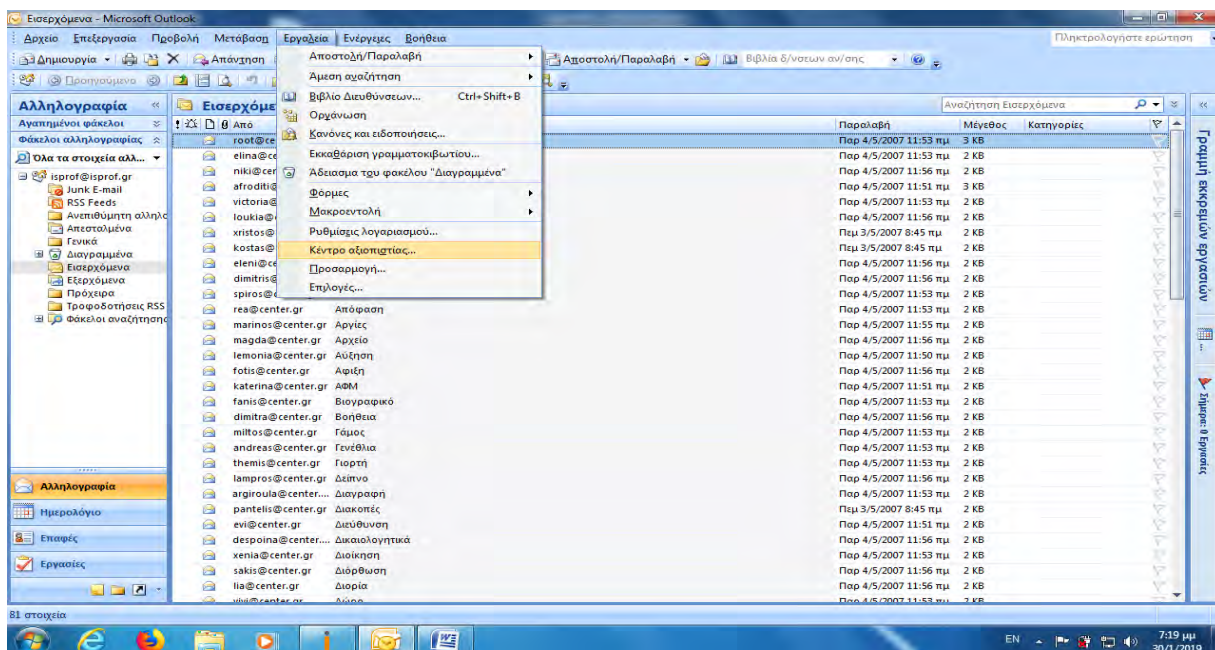 Εισερχόμενα - Microsoft Outlook
Αρχείο Επεξεργασία Προβολή Μετάβαση Εργαλεία Ενέργειες Βοήθεια Πληκτρολογήστε ερώτηση
Δημιουργία Απάντηση Αποστολή/Παραλαβή Βιβλία δ/νσεων αν/σης
Προηγούμενο
Αποστολή/Παραλαβή
Άμεση αναζήτηση
Βιβλίο Διευθύνσεων... Ctrl+Shift+B
Οργάνωση
Κανόνες και ειδοποιήσεις...
Εκκαθάριση γραμματοκιβωτίου...
Άδειασμα του φακέλου "Διαγραμμένα"
Φόρμες
Μακροεντολή
Ρυθμίσεις λογαριασμού...
Κέντρο αξιοπιστίας...
Προσαρμογή...
Επιλογές...
Αλληλογραφία «
Αγαπημένοι φάκελοι
Φάκελοι αλληλογραφίας
Όλα τα στοιχεία αλλ...
isprof@isprof.gr
Junk E-mail
RSS Feeds
Ανεπιθύμητη αλληλο
Απεσταλμένα
Γενικά
Διαγραμμένα
Εισερχόμενα
Εξερχόμενα
Πρόχειρα
Τροφοδοτήσεις RSS
Φάκελοι αναζήτησης
Αλληλογραφία
Ημερολόγιο
Επαφές
Εργασίες
Εισερχόμε Αναζήτηση Εισερχόμενα
Από Παραλαβή Μέγεθος Κατηγορίες
root@ce Παρ 4/5/2007 11:53 πμ 3 KB
elina@ce Παρ 4/5/2007 11:56 πμ 2 KB
niki@cer Παρ 4/5/2007 11:56 πμ 2 KB
afroditi@ Παρ 4/5/2007 11:51 πμ 3 KB
victoria@ Παρ 4/5/2007 11:53 πμ 2 KB
loukia@ Παρ 4/5/2007 11:56 πμ 2 KB
xristos@ Πεμ 3/5/2007 8:45 πμ 2 KB
kostas@ Πεμ 3/5/2007 8:45 πμ 2 KB
eleni@ce Παρ 4/5/2007 11:56 πμ 2 KB
dimitris@ Παρ 4/5/2007 11:56 πμ 2 KB
spiros@c Παρ 4/5/2007 11:53 πμ 2 KB
rea@center.gr Απόφαση Παρ 4/5/2007 11:53 πμ 2 KB
marinos@center.gr Αργίες Παρ 4/5/2007 11:55 πμ 2 KB
magda@center.gr Αρχείο Παρ 4/5/2007 11:56 πμ 2 KB
lemonia@center.gr Αύξηση Παρ 4/5/2007 11:50 πμ 2 KB
fotis@center.gr Αφιξη Παρ 4/5/2007 11:56 πμ 2 KB
katerina@center.gr ΑΦΜ Παρ 4/5/2007 11:51 πμ 2 KB
fanis@center.gr Βιογραφικό Παρ 4/5/2007 11:53 πμ 2 KB
dimitra@center.gr Βοήθεια Παρ 4/5/2007 11:56 πμ 2 KB
miltos@center.gr Γάμος Παρ 4/5/2007 11:56 πμ 2 KB
andreas@center.gr Γενέθλια Παρ 4/5/2007 11:53 πμ 2 KB
themis@center.gr Γιορτή Παρ 4/5/2007 11:53 πμ 2 KB
lampros@center.gr Δείπνο Παρ 4/5/2007 11:56 πμ 2 KB
argiroula@center.... Διαγραφή Παρ 4/5/2007 11:53 πμ 2 KB
pantelis@center.gr Διακοπές Πεμ 3/5/2007 8:45 πμ 2 KB
evi@center.gr Διεύθυνση Παρ 4/5/2007 11:51 πμ 2 KB
despoina@center.... Δικαιολογητικά Παρ 4/5/2007 11:56 πμ 2 KB
xenia@center.gr Διοίκηση Παρ 4/5/2007 11:53 πμ 2 KB
sakis@center.gr Διόρθωση Παρ 4/5/2007 11:56 πμ 2 KB
lia@center.gr Διορία Παρ 4/5/2007 11:56 πμ 2 KB
Γραμμή εκκρεμών εργασιών
Σήμερα: 0 Εργασίες
81 στοιχεία
EN 7:19 μμ
30/1/2019